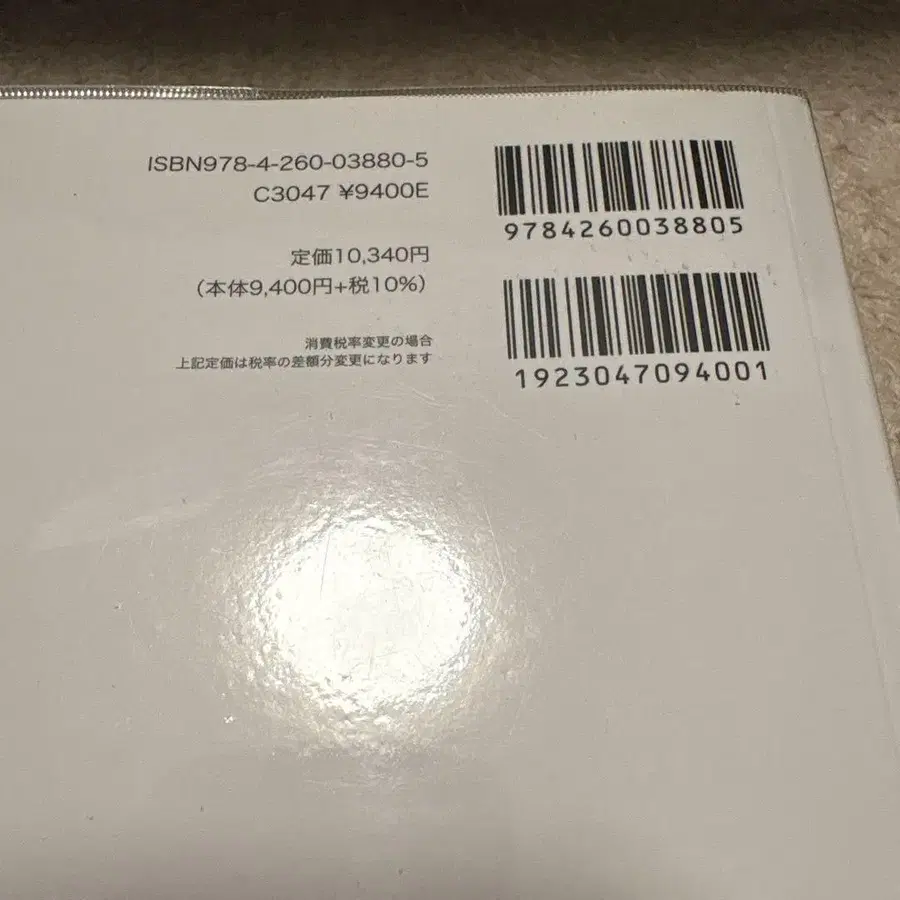 ISBN978-4-260-03880-5
C3047 ¥9400E
定価10,340円
（本体9,400円+税10%）
消費税率変更の場合
上記定価は税率の差額分変更になります
9784260038805
1923047094001